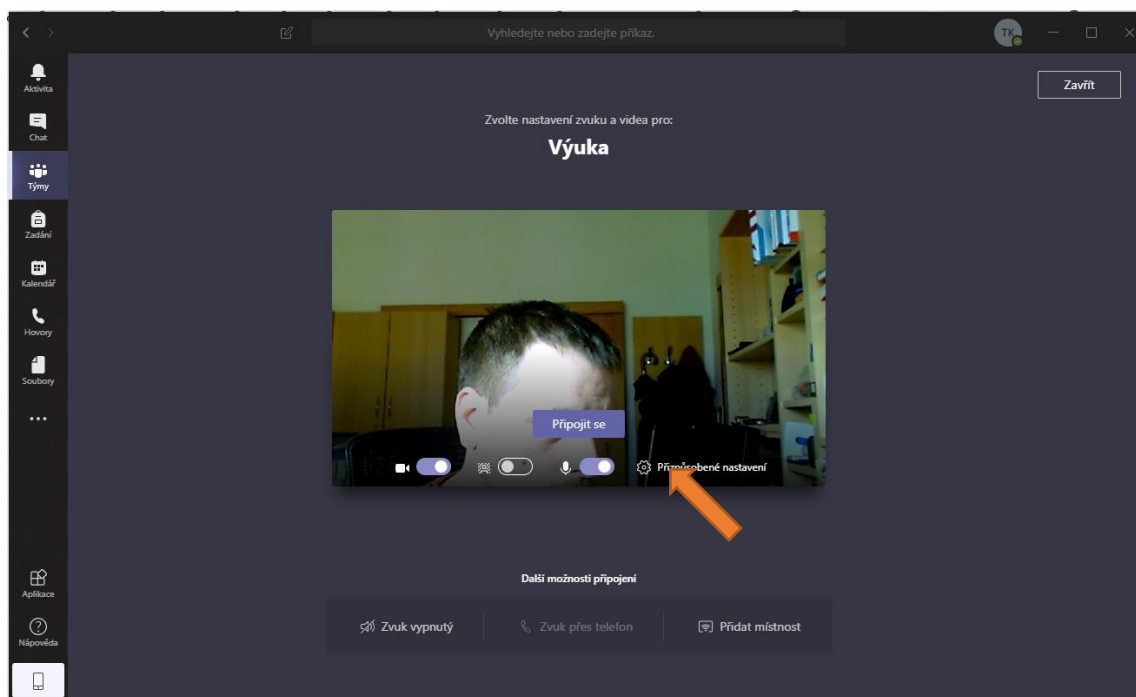 Vyhledejte nebo zadejte příkaz.
TK
Aktivita
Chat
Týmy
Zadání
Kalendář
Hovory
Soubory
Aplikace
Nápověda
Zavřít
Zvolte nastavení zvuku a videa pro:
Výuka
Připojit se
Přizpůsobené nastavení
Další možnosti připojení
Zvuk vypnutý
Zvuk přes telefon
Přidat místnost